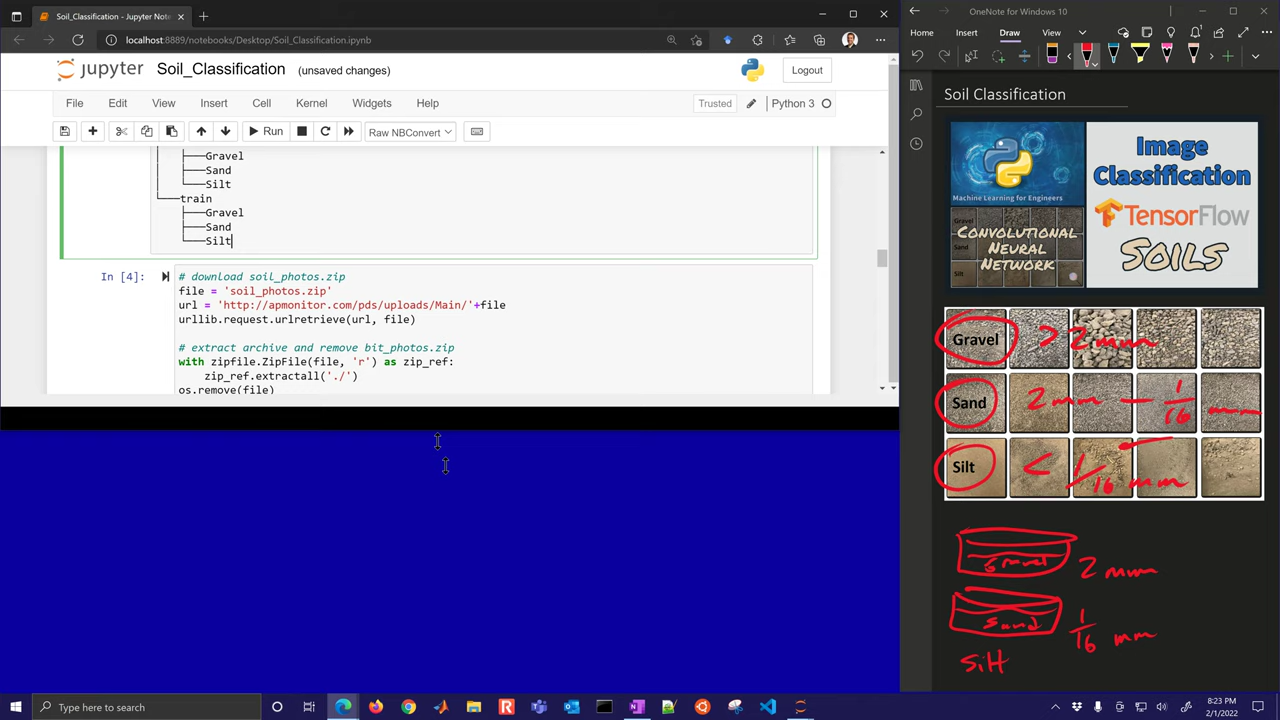 Soil_Classification - Jupyter Not
localhost:8889/notebooks/Desktop/Soil_Classification.ipynb
jupyter Soil_Classification (unsaved changes)
Logout
File Edit View Insert Cell Kernel Widgets Help
Trusted
Python 3
Run
Raw NBConvert
├───Gravel
├───Sand
└───Silt
└───train
├───Gravel
├───Sand
└───Silt
In [4]:
# download soil_photos.zip
file = 'soil_photos.zip'
url = 'http://apmonitor.com/pds/uploads/Main/'+file
urllib.request.urlretrieve(url, file)
# extract archive and remove bit_photos.zip
with zipfile.ZipFile(file, 'r') as zip_ref:
zip_ref.extractall('./')
os.remove(file)
OneNote for Windows 10
Home Insert Draw View
Soil Classification
Machine Learning for Engineers
Gravel
Sand
Silt
Convolutional
Neural
Network
Image
Classification
TensorFlow
Soils
Gravel > 2 mm
Sand 2 mm - 1/16 mm
Silt < 1/16 mm
Gravel 2 mm
Sand 1/16 mm
Silt
Type here to search
8:23 PM
2/1/2022